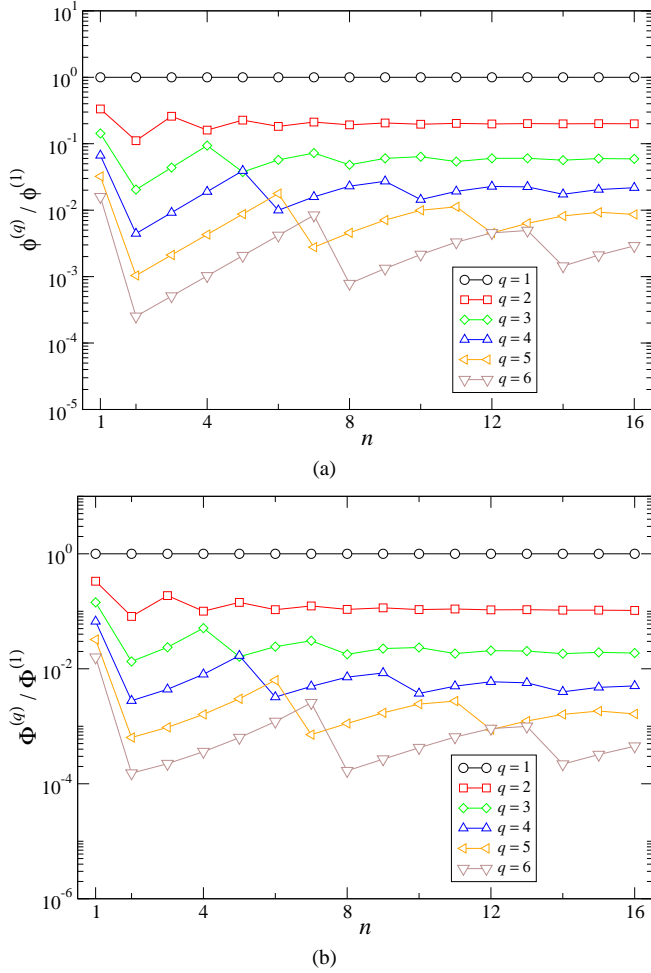 10^1
10^0
10^-1
10^-2
10^-3
10^-4
10^-5
ϕ^(q) / ϕ^(1)
q = 1
q = 2
q = 3
q = 4
q = 5
q = 6
1 4 8 12 16
n
(a)
10^0
10^-2
10^-4
10^-6
Φ^(q) / Φ^(1)
q = 1
q = 2
q = 3
q = 4
q = 5
q = 6
1 4 8 12 16
n
(b)